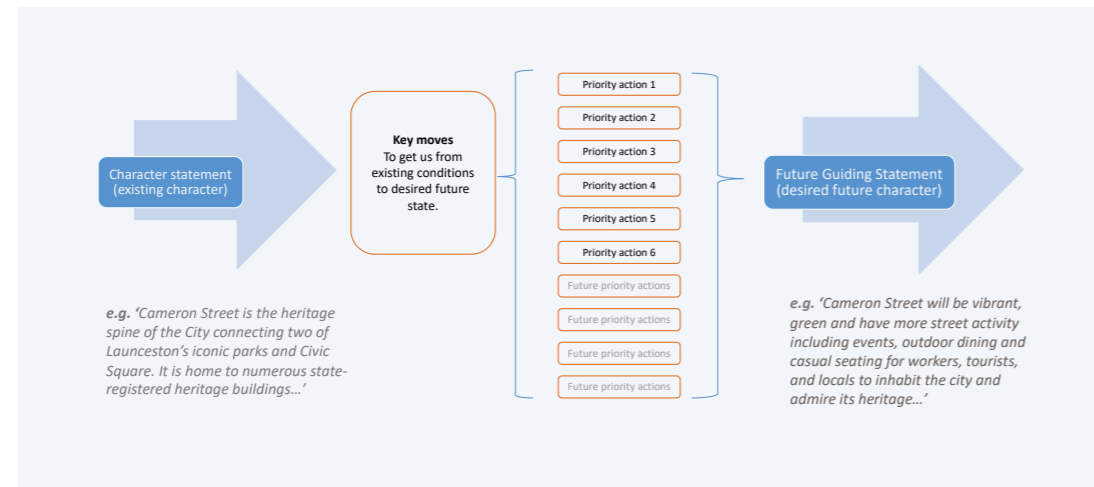 Character statement
(existing character)
e.g. ‘Cameron Street is the heritage
spine of the City connecting two of
Launceston’s iconic parks and Civic
Square. It is home to numerous state-
registered heritage buildings…’
Key moves
To get us from
existing conditions
to desired future
state.
Priority action 1
Priority action 2
Priority action 3
Priority action 4
Priority action 5
Priority action 6
Future priority actions
Future priority actions
Future priority actions
Future priority actions
Future Guiding Statement
(desired future character)
e.g. ‘Cameron Street will be vibrant,
green and have more street activity
including events, outdoor dining and
casual seating for workers, tourists,
and locals to inhabit the city and
admire its heritage…’